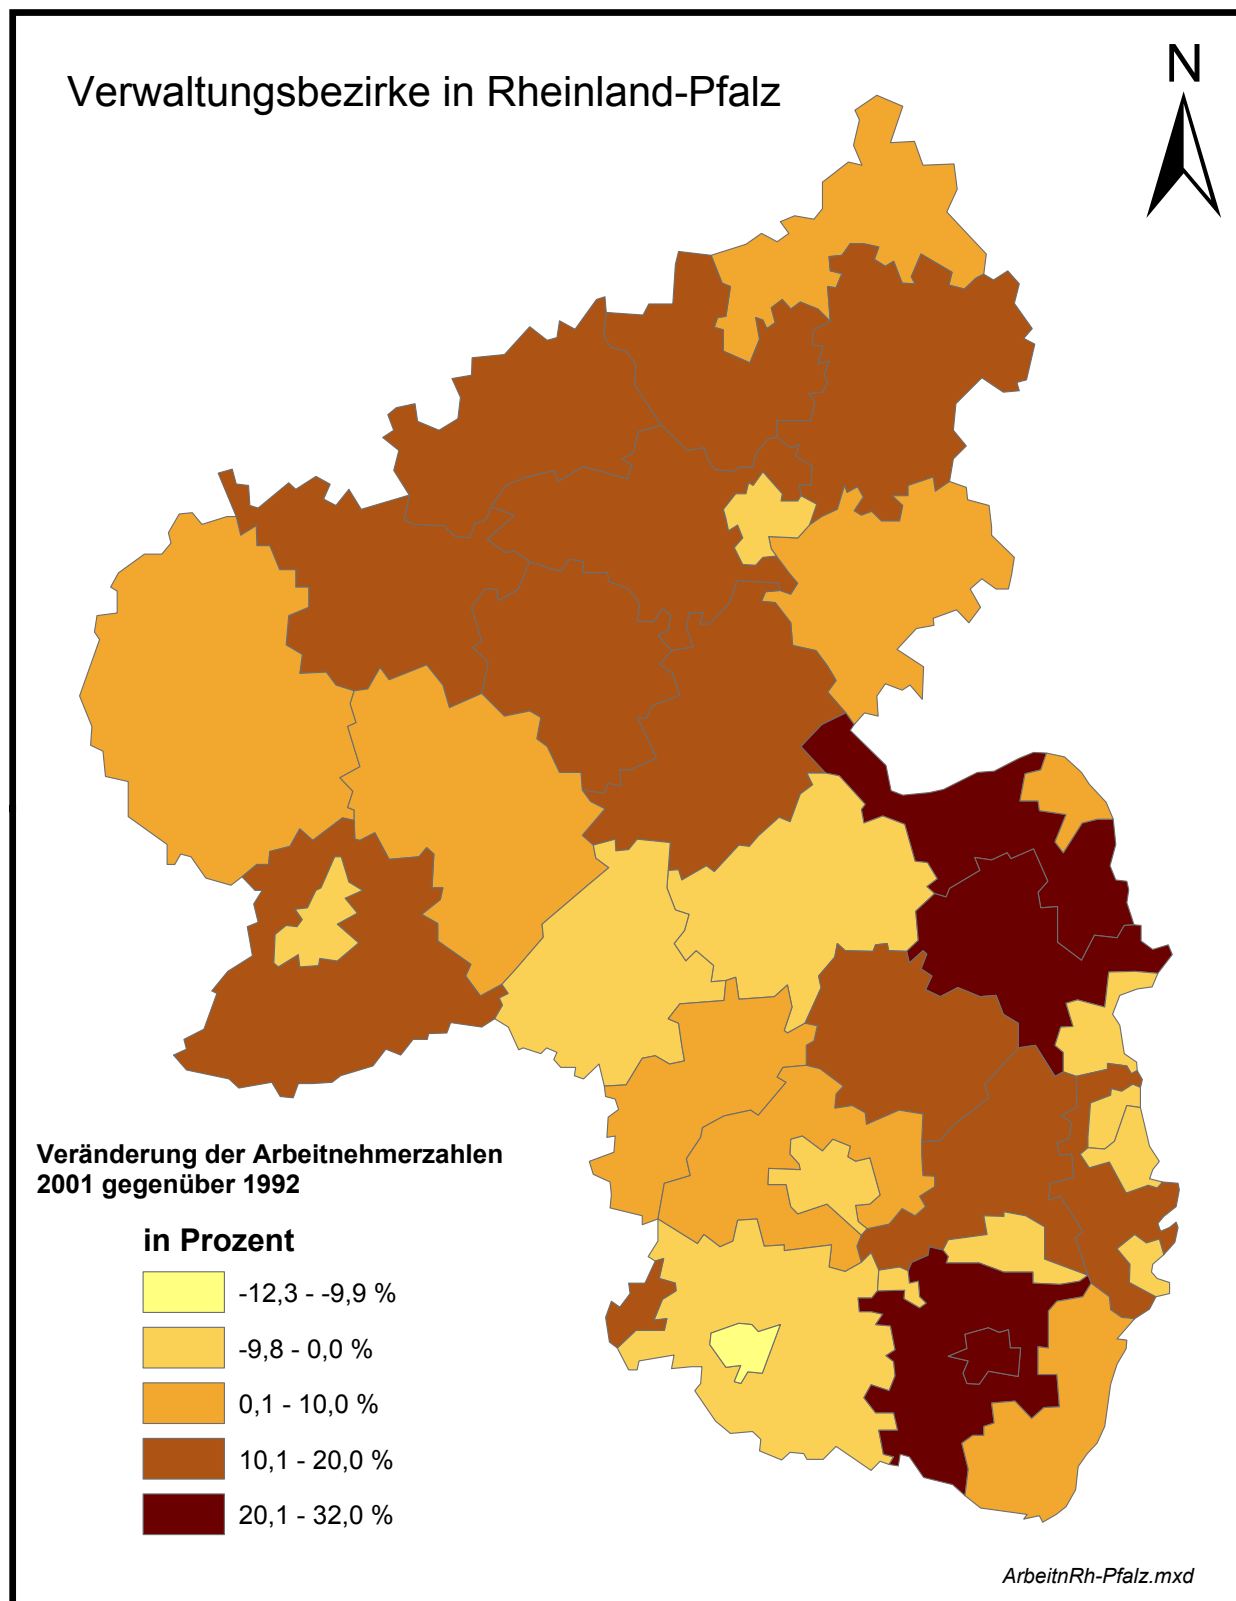 Verwaltungsbezirke in Rheinland-Pfalz
N
Veränderung der Arbeitnehmerzahlen
2001 gegenüber 1992
in Prozent
-12,3 - -9,9 %
-9,8 - 0,0 %
0,1 - 10,0 %
10,1 - 20,0 %
20,1 - 32,0 %
ArbeitnRh-Pfalz.mxd